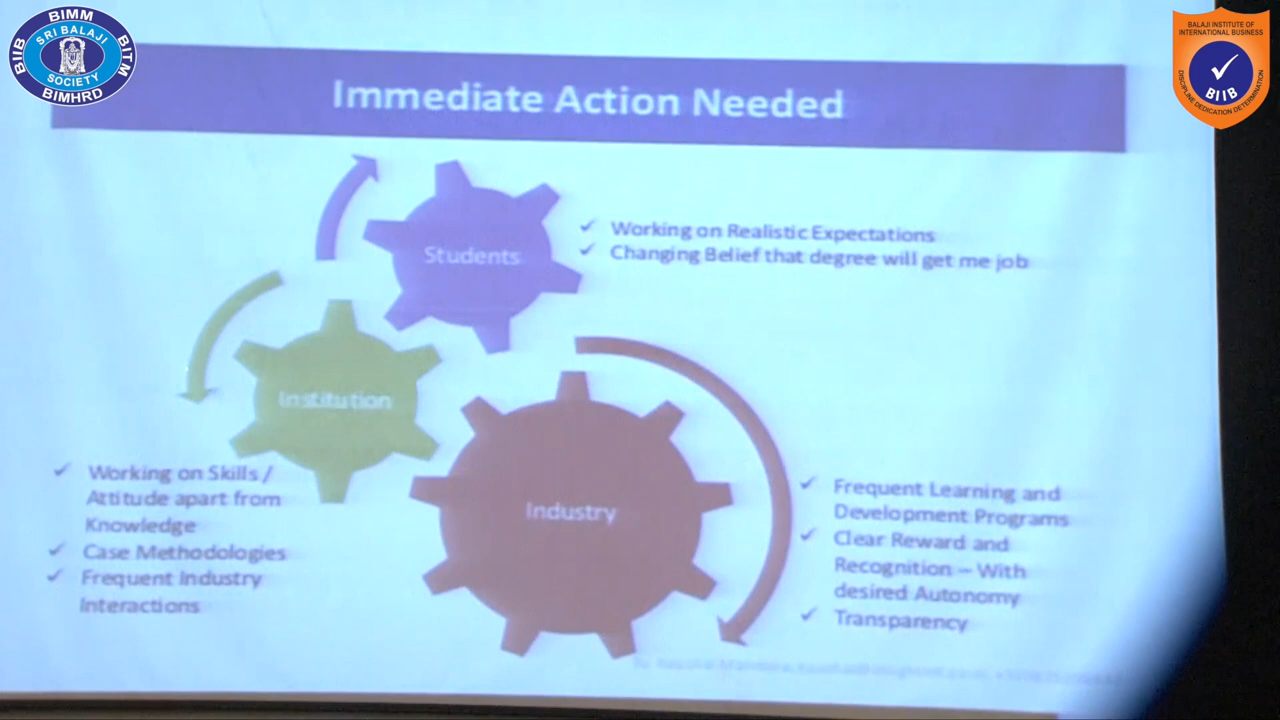 BIMM
BIIB
BITM
SRI BALAJI
SOCIETY
BIMHRD
BALAJI INSTITUTE OF
INTERNATIONAL BUSINESS
BIIB
DISCIPLINE DEDICATION DETERMINATION
Immediate Action Needed
Students
✓ Working on Realistic Expectations
✓ Changing Belief that degree will get me job
Institution
✓ Working on Skills /
Attitude apart from
Knowledge
✓ Case Methodologies
✓ Frequent Industry
Interactions
Industry
✓ Frequent Learning and
Development Programs
✓ Clear Reward and
Recognition – With
desired Autonomy
✓ Transparency